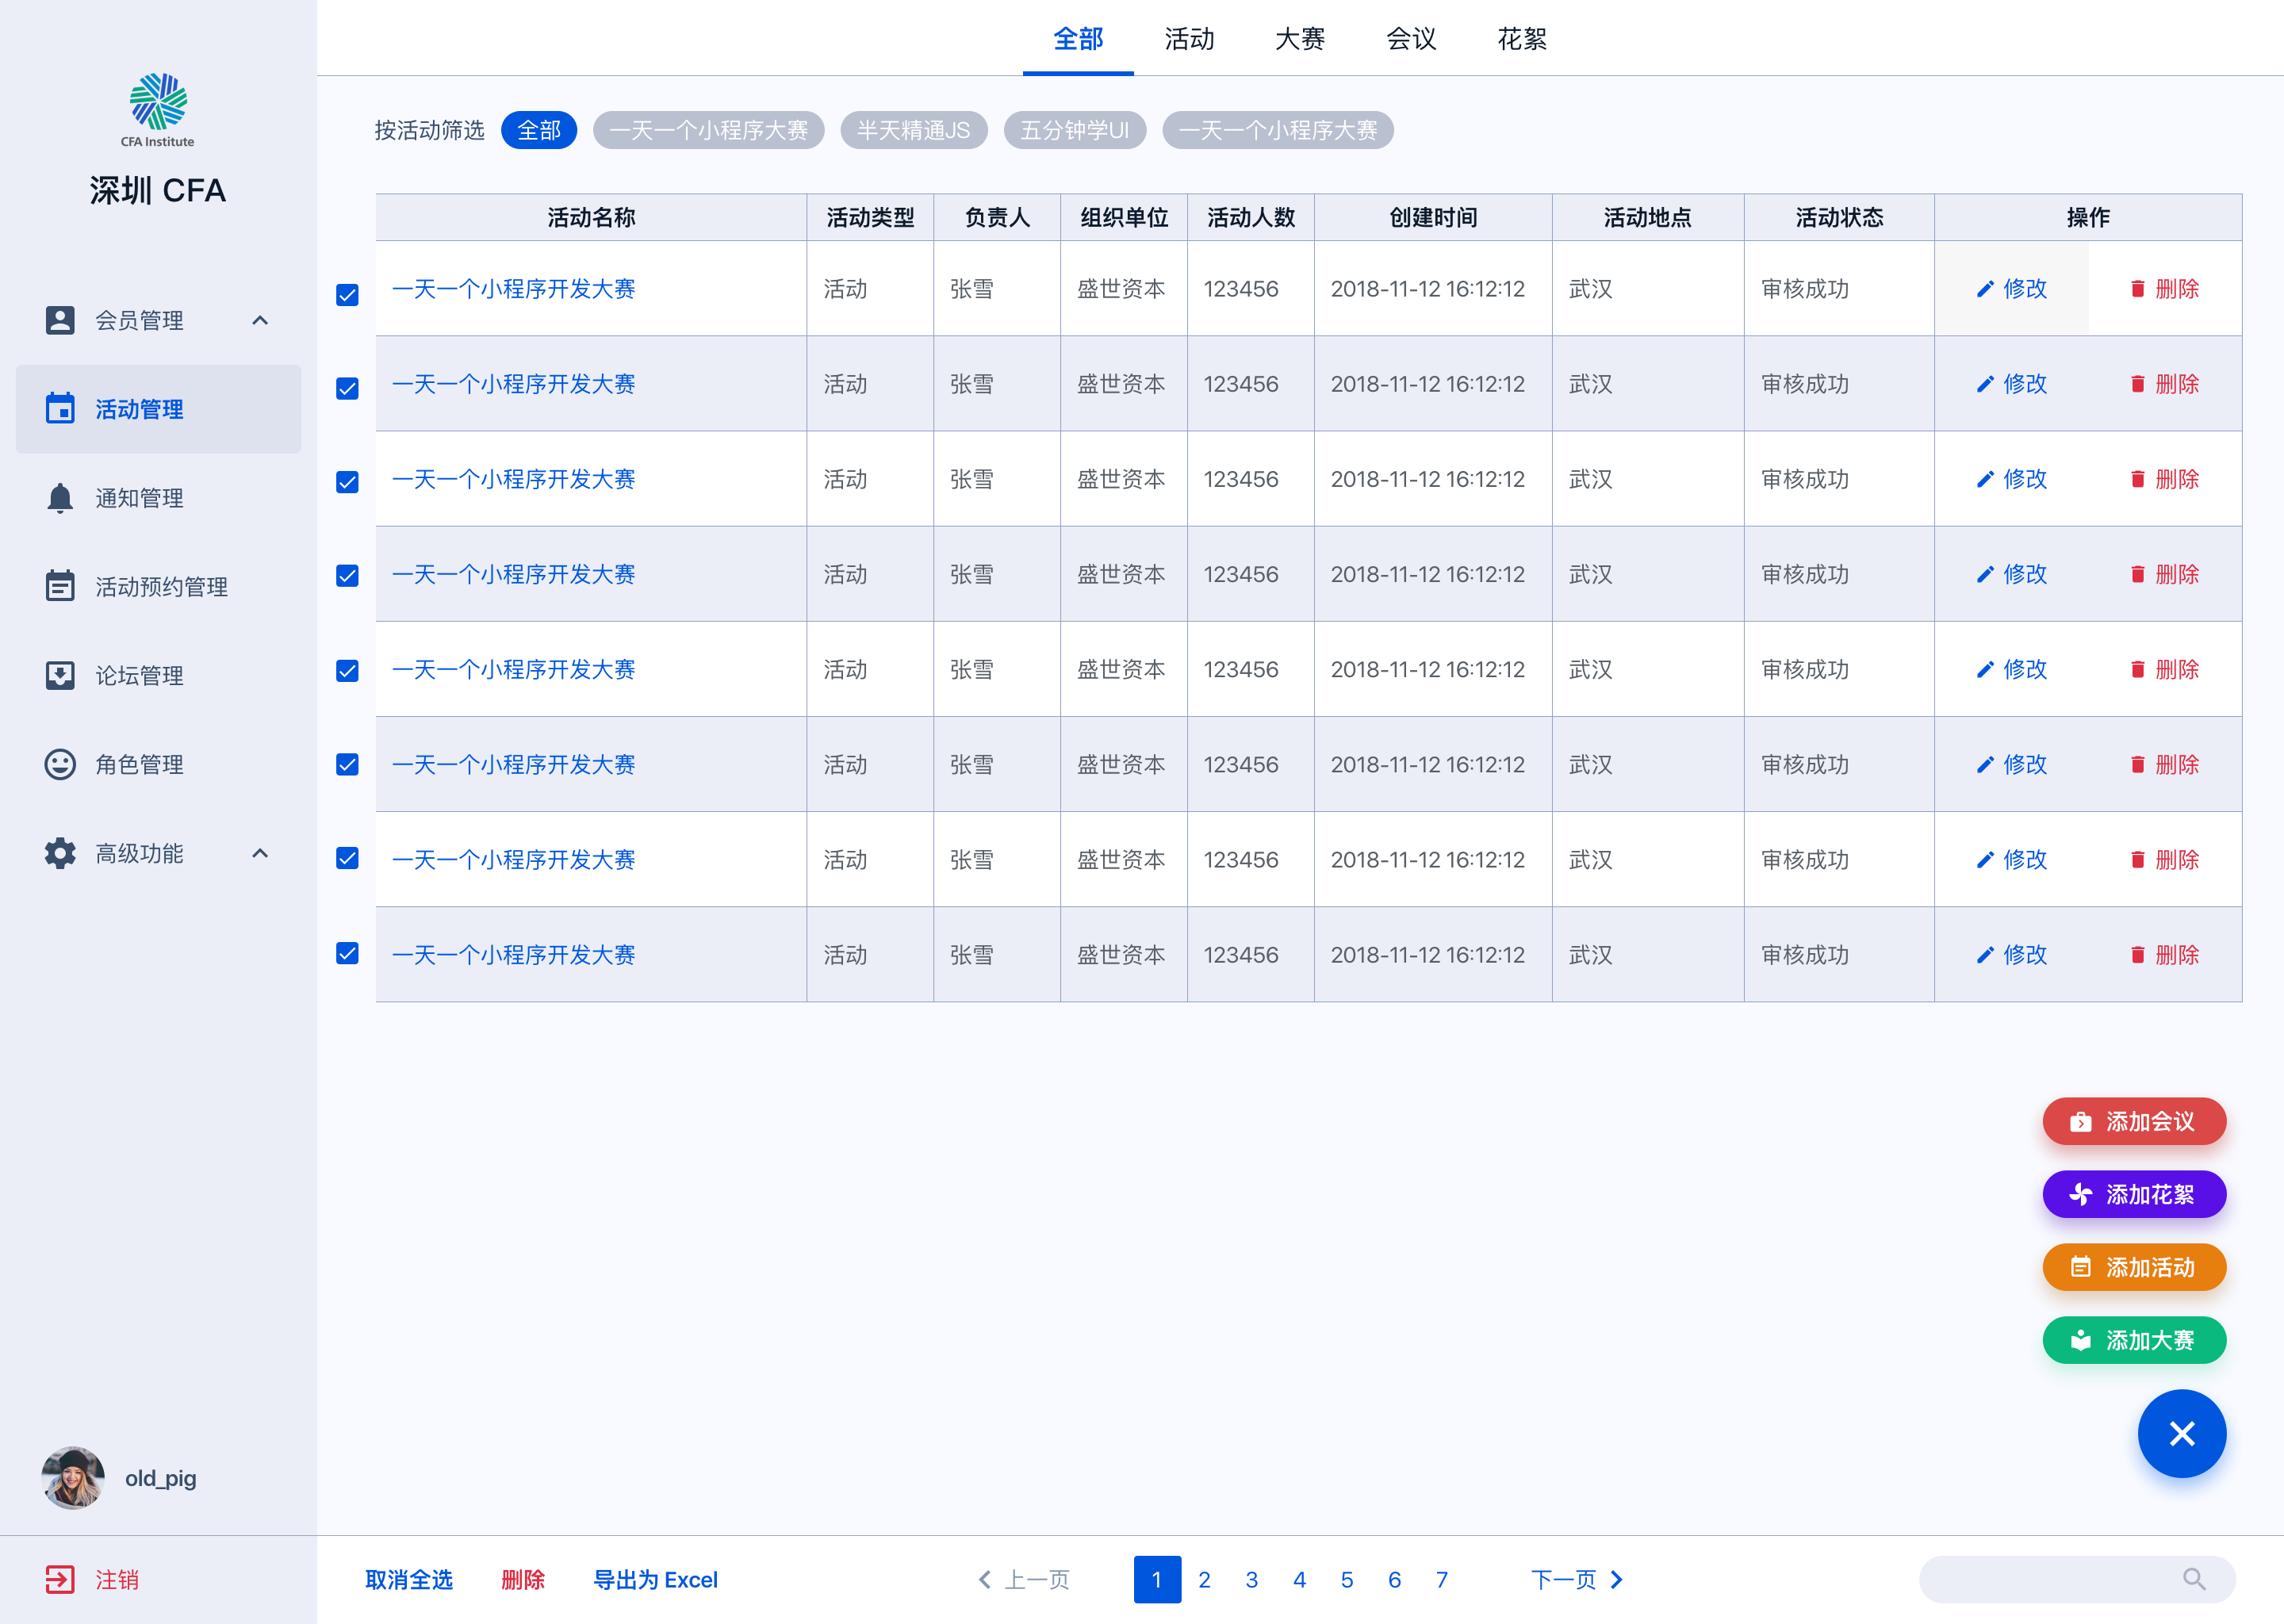 CFA Institute
深圳 CFA
会员管理
活动管理
通知管理
活动预约管理
论坛管理
角色管理
高级功能
old_pig
注销
全部 活动 大赛 会议 花絮
按活动筛选 全部 一天一个小程序大赛 半天精通JS 五分钟学UI 一天一个小程序大赛
活动名称 活动类型 负责人 组织单位 活动人数 创建时间 活动地点 活动状态 操作
一天一个小程序开发大赛 活动 张雪 盛世资本 123456 2018-11-12 16:12:12 武汉 审核成功 修改 删除
一天一个小程序开发大赛 活动 张雪 盛世资本 123456 2018-11-12 16:12:12 武汉 审核成功 修改 删除
一天一个小程序开发大赛 活动 张雪 盛世资本 123456 2018-11-12 16:12:12 武汉 审核成功 修改 删除
一天一个小程序开发大赛 活动 张雪 盛世资本 123456 2018-11-12 16:12:12 武汉 审核成功 修改 删除
一天一个小程序开发大赛 活动 张雪 盛世资本 123456 2018-11-12 16:12:12 武汉 审核成功 修改 删除
一天一个小程序开发大赛 活动 张雪 盛世资本 123456 2018-11-12 16:12:12 武汉 审核成功 修改 删除
一天一个小程序开发大赛 活动 张雪 盛世资本 123456 2018-11-12 16:12:12 武汉 审核成功 修改 删除
一天一个小程序开发大赛 活动 张雪 盛世资本 123456 2018-11-12 16:12:12 武汉 审核成功 修改 删除
添加会议
添加花絮
添加活动
添加大赛
取消全选 删除 导出为 Excel 上一页 1 2 3 4 5 6 7 下一页